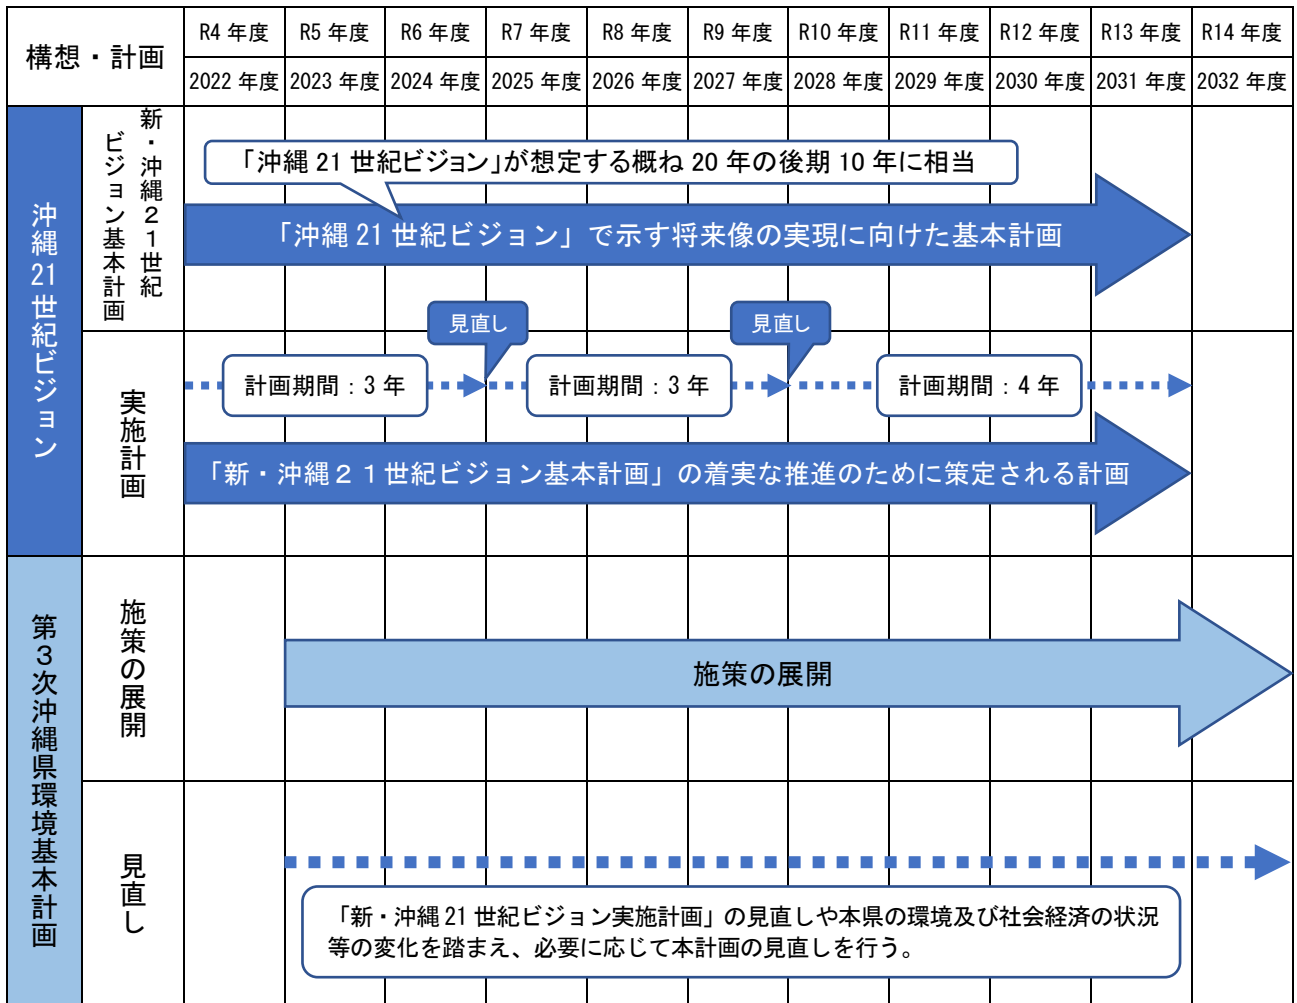 構想・計画
R4 年度 R5 年度 R6 年度 R7 年度 R8 年度 R9 年度 R10 年度 R11 年度 R12 年度 R13 年度 R14 年度
2022 年度 2023 年度 2024 年度 2025 年度 2026 年度 2027 年度 2028 年度 2029 年度 2030 年度 2031 年度 2032 年度
沖縄21世紀ビジョン
新・沖縄２１世紀
ビジョン基本計画
「沖縄 21 世紀ビジョン」が想定する概ね 20 年の後期 10 年に相当
「沖縄 21 世紀ビジョン」で示す将来像の実現に向けた基本計画
実施計画
見直し
見直し
計画期間：3 年
計画期間：3 年
計画期間：4 年
「新・沖縄２１世紀ビジョン基本計画」の着実な推進のために策定される計画
第３次沖縄県環境基本計画
施策の展開
施策の展開
見直し
「新・沖縄 21 世紀ビジョン実施計画」の見直しや本県の環境及び社会経済の状況
等の変化を踏まえ、必要に応じて本計画の見直しを行う。